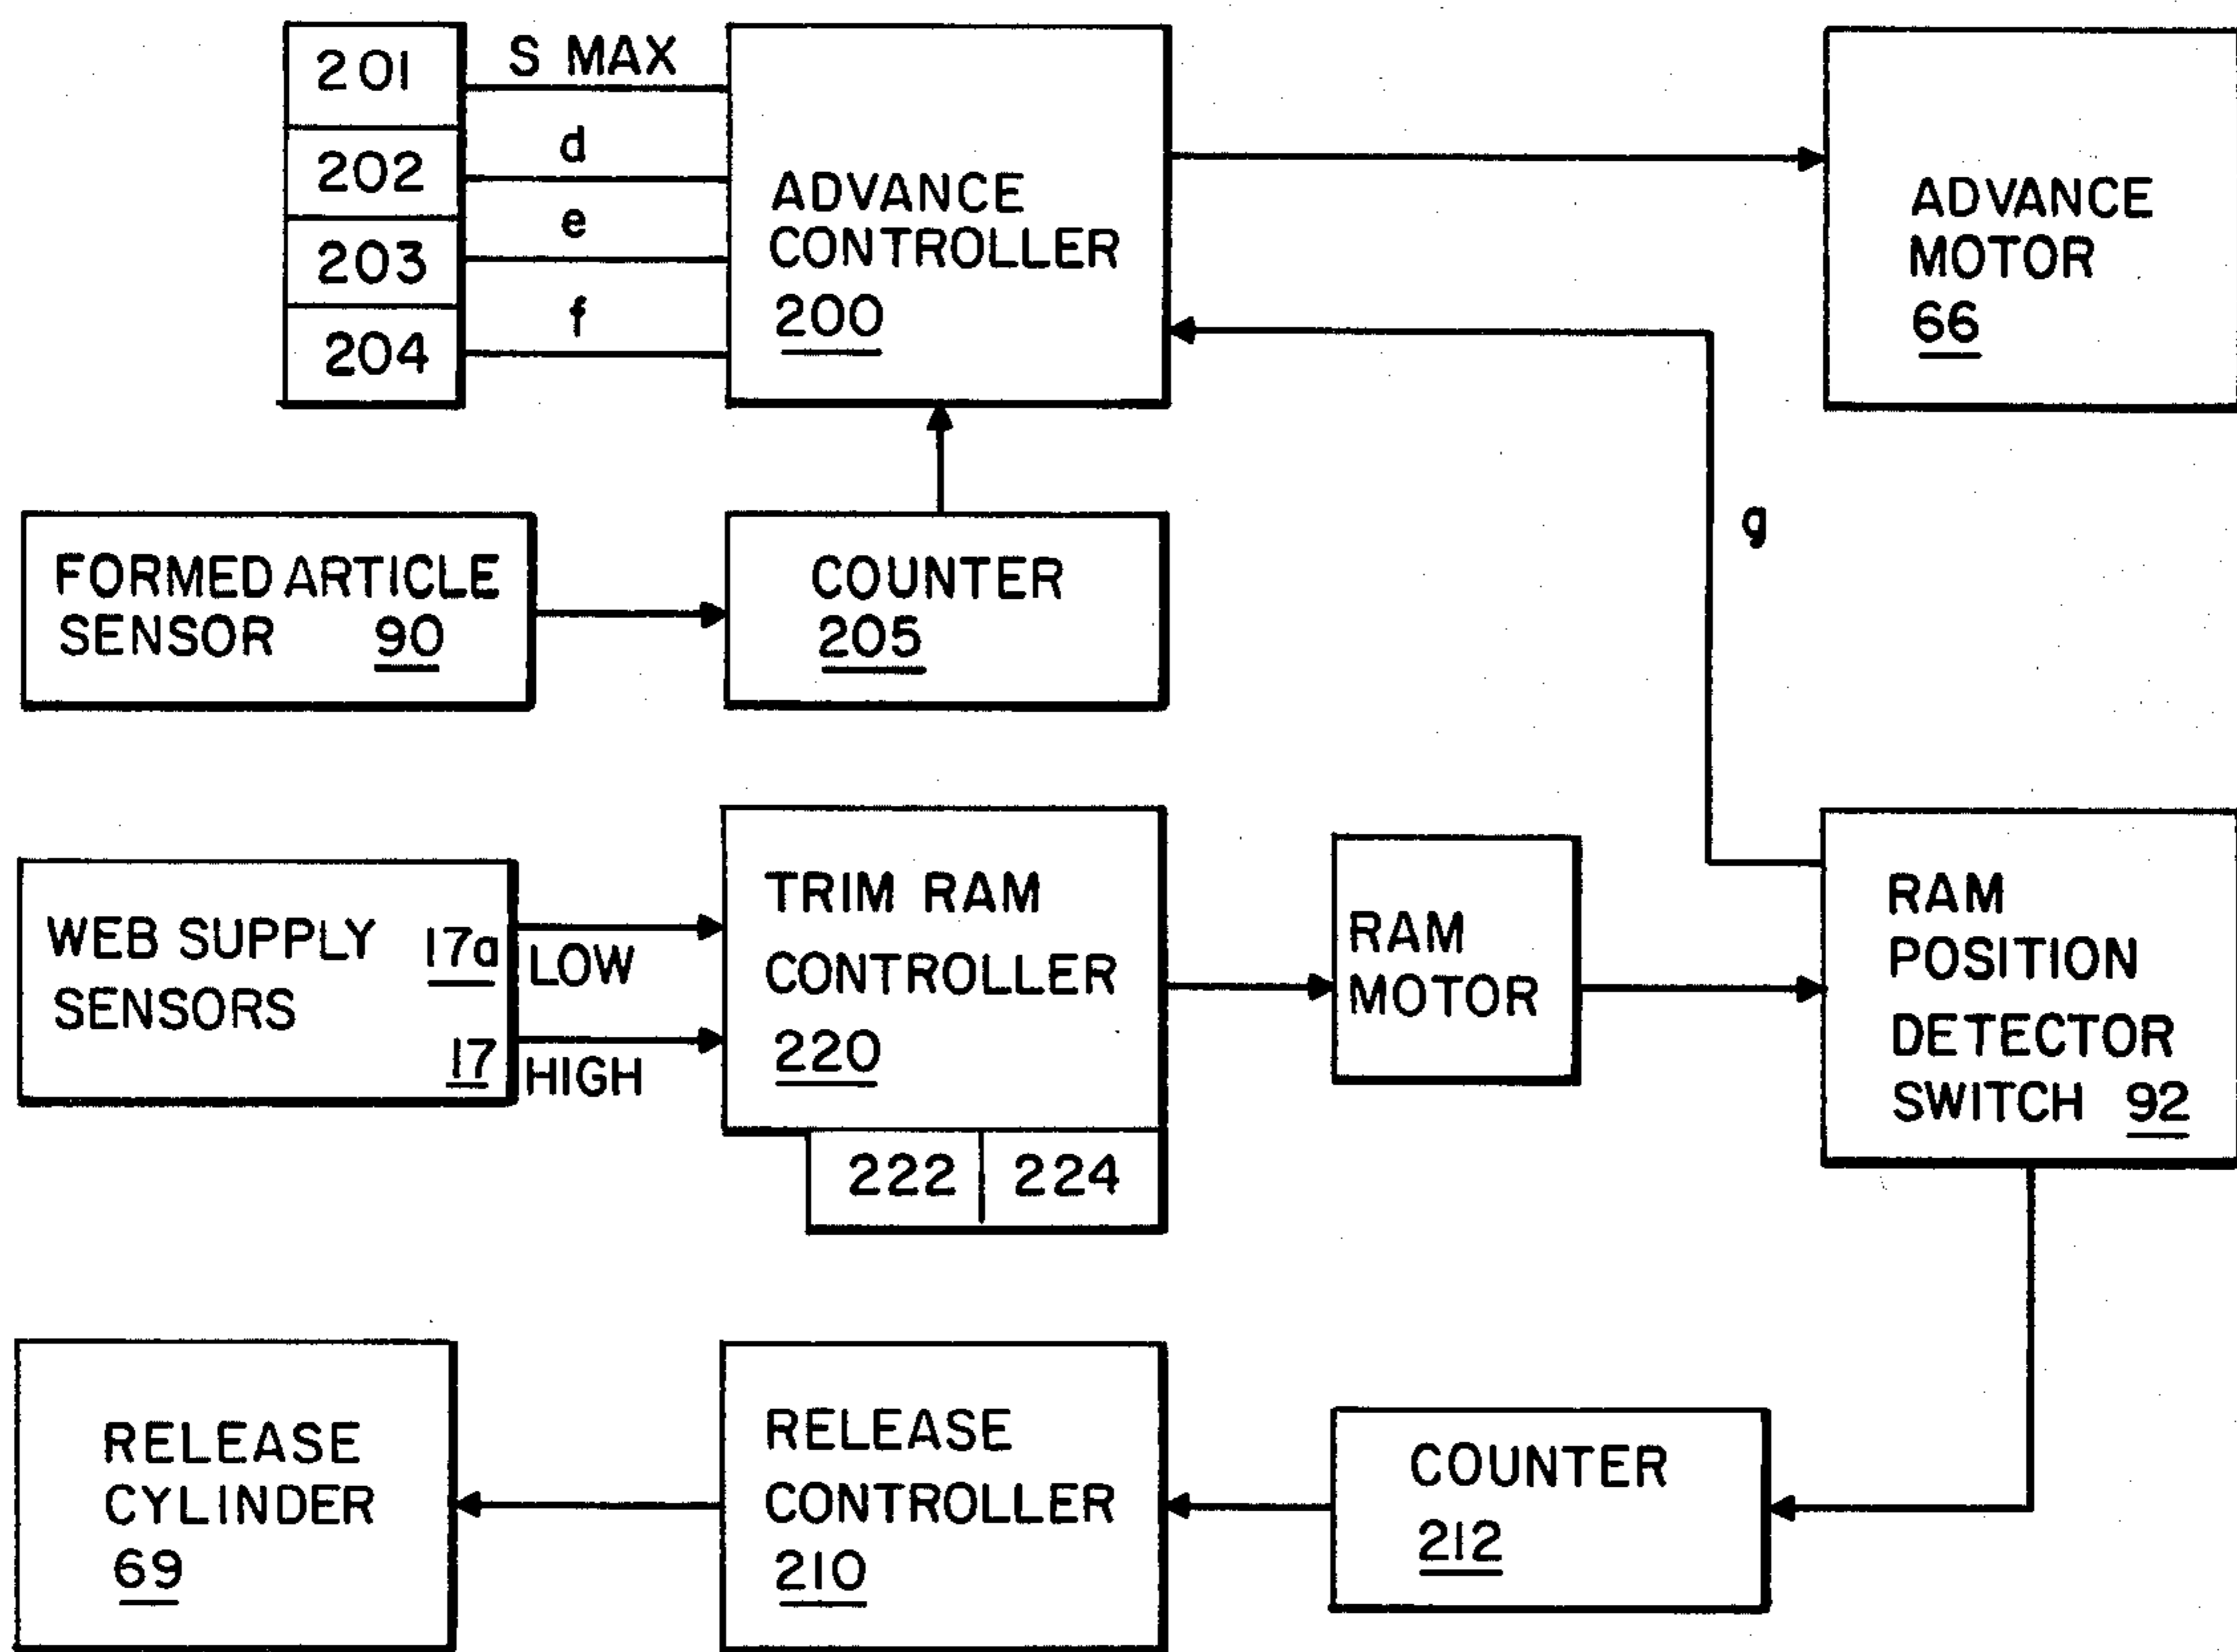 201
202
203
204
S MAX
d
e
f
ADVANCE
CONTROLLER
200
ADVANCE
MOTOR
66
g
FORMED ARTICLE
SENSOR 90
COUNTER
205
WEB SUPPLY
SENSORS
17a
17
LOW
HIGH
TRIM RAM
CONTROLLER
220
222
224
RAM
MOTOR
RAM
POSITION
DETECTOR
SWITCH 92
RELEASE
CYLINDER
69
RELEASE
CONTROLLER
210
COUNTER
212